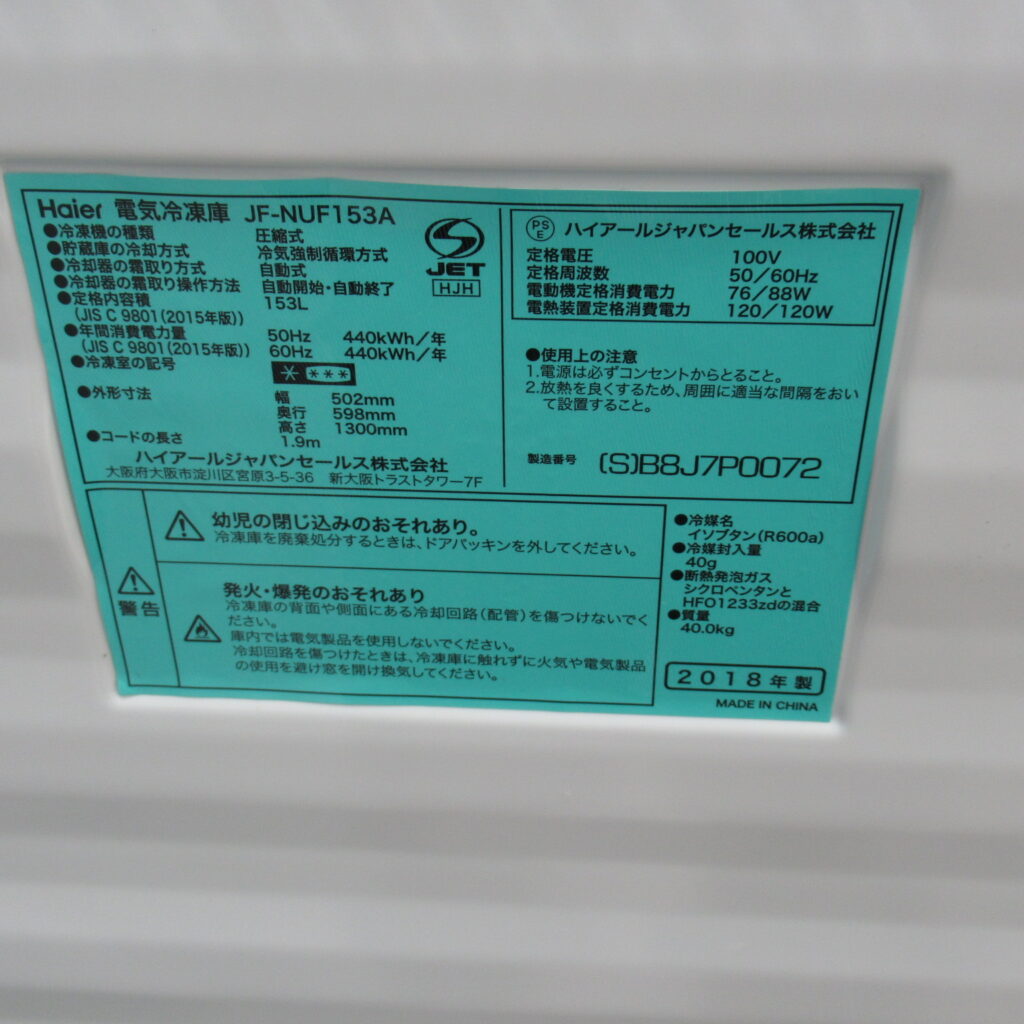 Haier 電気冷凍庫 JF-NUF153A
●冷凍機の種類 圧縮式
●貯蔵庫の冷却方式 冷気強制循環方式
●冷却器の霜取り方式 自動式
●冷却器の霜取り操作方法 自動開始・自動終了
●定格内容積 153L
(JIS C 9801(2015年版))
●年間消費電力量 50Hz 440kWh/年
(JIS C 9801(2015年版)) 60Hz 440kWh/年
●冷凍室の記号 * ***
●外形寸法 幅 502mm
奥行 598mm
高さ 1300mm
●コードの長さ 1.9m
ハイアールジャパンセールス株式会社
大阪府大阪市淀川区宮原3-5-36 新大阪トラストタワー7F
JET
HJH
PS
E
ハイアールジャパンセールス株式会社
定格電圧 100V
定格周波数 50/60Hz
電動機定格消費電力 76/88W
電熱装置定格消費電力 120/120W
●使用上の注意
1.電源は必ずコンセントからとること。
2.放熱を良くするため、周囲に適当な間隔をおい
て設置すること。
製造番号 (S)B8J7P0072
警告
幼児の閉じ込みのおそれあり。
冷凍庫を廃棄処分するときは、ドアパッキンを外してください。
発火・爆発のおそれあり
冷凍庫の背面や側面にある冷却回路(配管)を傷つけないでく
ださい。
庫内では電気製品を使用しないでください。
冷却回路を傷つけたときは、冷凍庫に触れずに火気や電気製品
の使用を避け窓を開け換気してください。
●冷媒名
イソブタン(R600a)
●冷媒封入量
40g
●断熱発泡ガス
シクロペンタンと
HFO1233zdの混合
●質量
40.0kg
2018年製
MADE IN CHINA